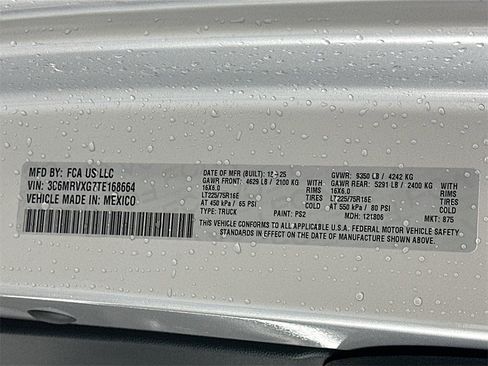 MFD BY: FCA US LLC
VIN: 3C6MRVXG7TE168664
VEHICLE MADE IN: MEXICO
DATE OF MFR (BUILT): 12-25 GVWR: 9350 LB / 4242 KG
GAWR FRONT: 4629 LB / 2100 KG GAWR REAR: 5291 LB / 2400 KG
16X6.0 RIMS 16X6.0 RIMS
LT225/75R16E TIRES LT225/75R16E TIRES
AT 450 KPA / 65 PSI COLD AT 550 KPA / 80 PSI COLD
TYPE: TRUCK PAINT: PS2 MDH: 121806 MKT: 875
THIS VEHICLE CONFORMS TO ALL APPLICABLE U.S.A. FEDERAL MOTOR VEHICLE SAFETY
STANDARDS IN EFFECT ON THE DATE OF MANUFACTURE SHOWN ABOVE